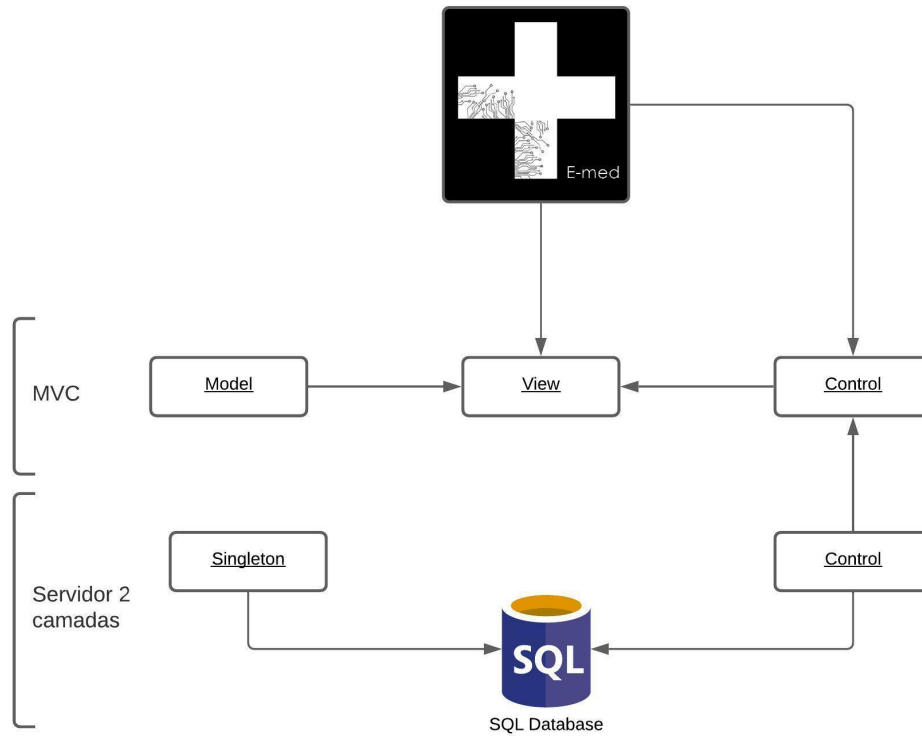 E-med
MVC
Model
View
Control
Servidor 2
camadas
Singleton
Control
SQL
SQL Database